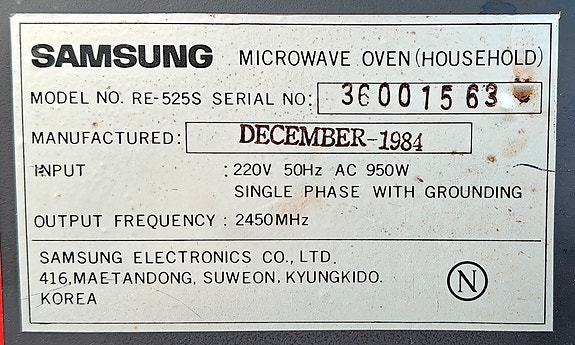 SAMSUNG MICROWAVE OVEN (HOUSEHOLD)
MODEL NO. RE-525S SERIAL NO: 36001563
MANUFACTURED: DECEMBER-1984
INPUT : 220V 50Hz AC 950W
SINGLE PHASE WITH GROUNDING
OUTPUT FREQUENCY : 2450MHz
SAMSUNG ELECTRONICS CO., LTD.
416, MAETANDONG, SUWEON, KYUNGKIDO.
KOREA
N